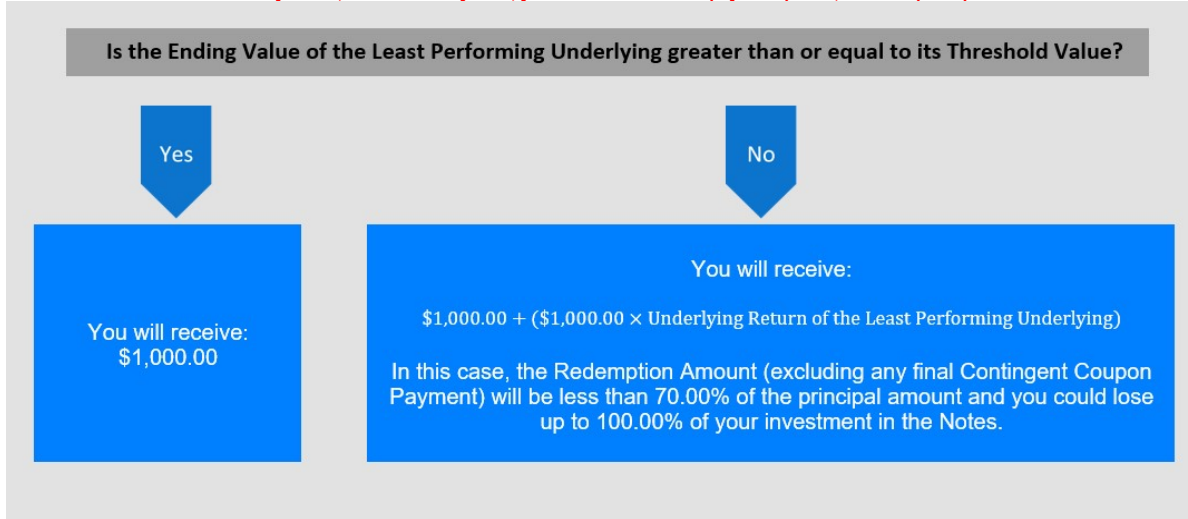 Is the Ending Value of the Least Performing Underlying greater than or equal to its Threshold Value?
Yes
No
You will receive:
$1,000.00
You will receive:
$1,000.00 + ($1,000.00 × Underlying Return of the Least Performing Underlying)
In this case, the Redemption Amount (excluding any final Contingent Coupon
Payment) will be less than 70.00% of the principal amount and you could lose
up to 100.00% of your investment in the Notes.